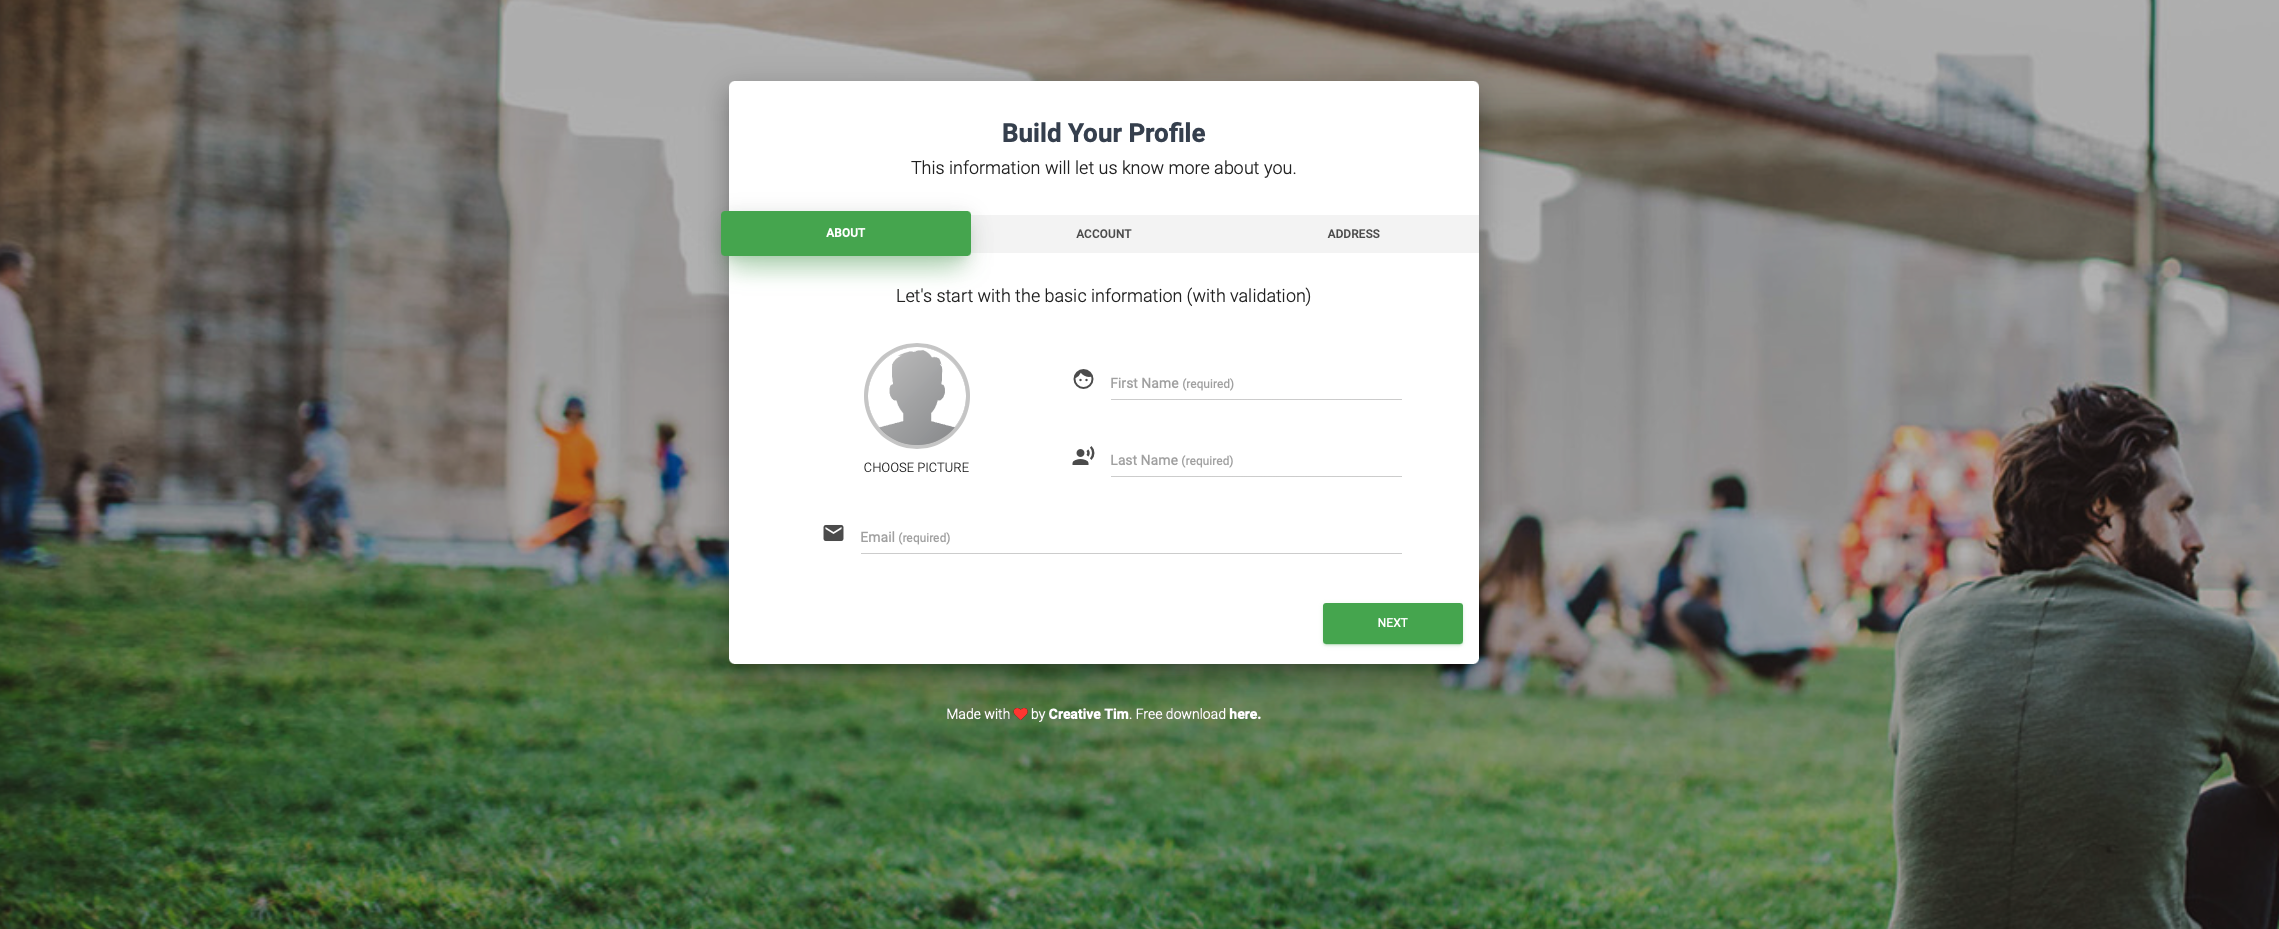 Build Your Profile
This information will let us know more about you.
ABOUT
ACCOUNT
ADDRESS
Let's start with the basic information (with validation)
First Name (required)
Last Name (required)
CHOOSE PICTURE
Email (required)
NEXT
Made with ❤ by Creative Tim. Free download here.